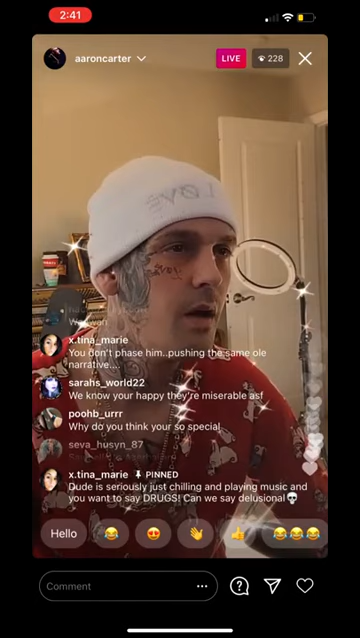 2:41
aaroncarter
LIVE
228
x.tina_marie
You don't phase him..pushing the same ole
narrative....
sarahs_world22
We know your happy they're miserable asf
poohb_urrr
Why do you think your so special
seva_husyn_87
x.tina_marie PINNED
Dude is seriously just chilling and playing music and
you want to say DRUGS! Can we say delusional💀
Hello 😂 😍 👋 👍 😂😂😂
Comment